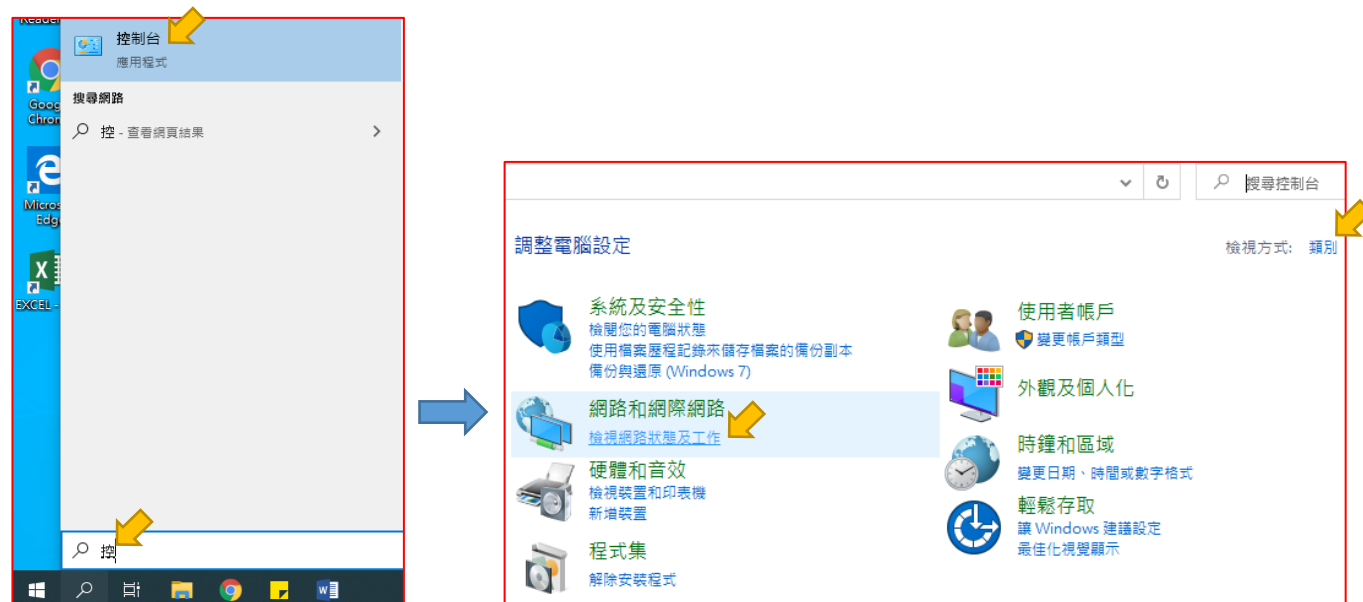 控制台
應用程式
搜尋網路
控 - 查看網頁結果
Goog
Chron
Micros
Edg
EXCEL -
控
搜尋控制台
調整電腦設定
檢視方式: 類別
系統及安全性
檢閱您的電腦狀態
使用檔案歷程記錄來儲存檔案的備份副本
備份與還原 (Windows 7)
網路和網際網路
檢視網路狀態及工作
硬體和音效
檢視裝置和印表機
新增裝置
程式集
解除安裝程式
使用者帳戶
變更帳戶類型
外觀及個人化
時鐘和區域
變更日期、時間或數字格式
輕鬆存取
讓 Windows 建議設定
最佳化視覺顯示